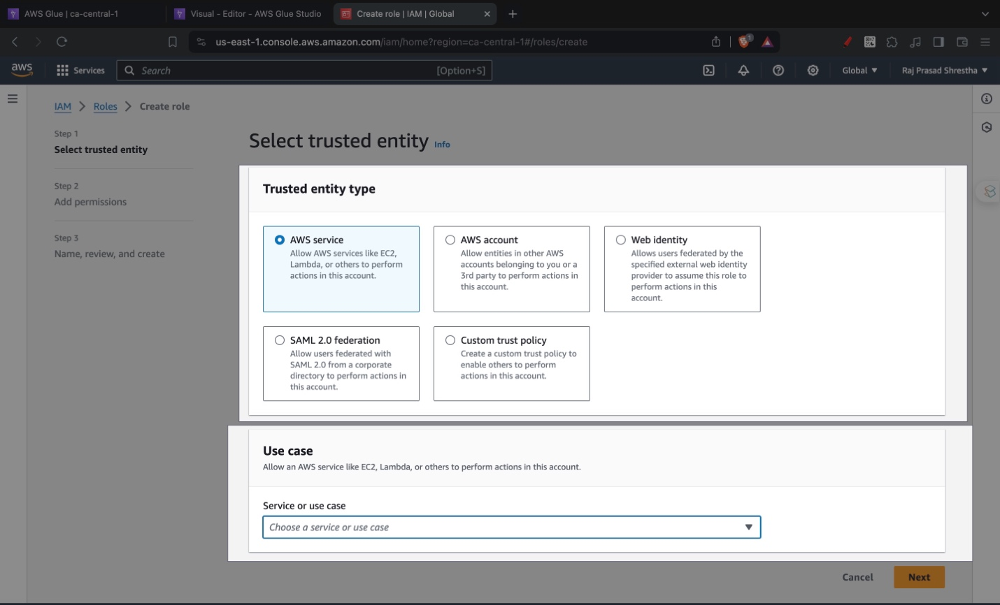 AWS Glue | ca-central-1
Visual - Editor - AWS Glue Studio
Create role | IAM | Global
us-east-1.console.aws.amazon.com/iam/home?region=ca-central-1#/roles/create
1
aws
Services
Search
[Option+S]
Global
Raj Prasad Shrestha
IAM
Roles
Create role
Step 1
Select trusted entity
Step 2
Add permissions
Step 3
Name, review, and create
Select trusted entity Info
Trusted entity type
AWS service
Allow AWS services like EC2,
Lambda, or others to perform
actions in this account.
AWS account
Allow entities in other AWS
accounts belonging to you or a
3rd party to perform actions in
this account.
Web identity
Allows users federated by the
specified external web identity
provider to assume this role to
perform actions in this
account.
SAML 2.0 federation
Allow users federated with
SAML 2.0 from a corporate
directory to perform actions in
this account.
Custom trust policy
Create a custom trust policy to
enable others to perform
actions in this account.
Use case
Allow an AWS service like EC2, Lambda, or others to perform actions in this account.
Service or use case
Choose a service or use case
Cancel
Next